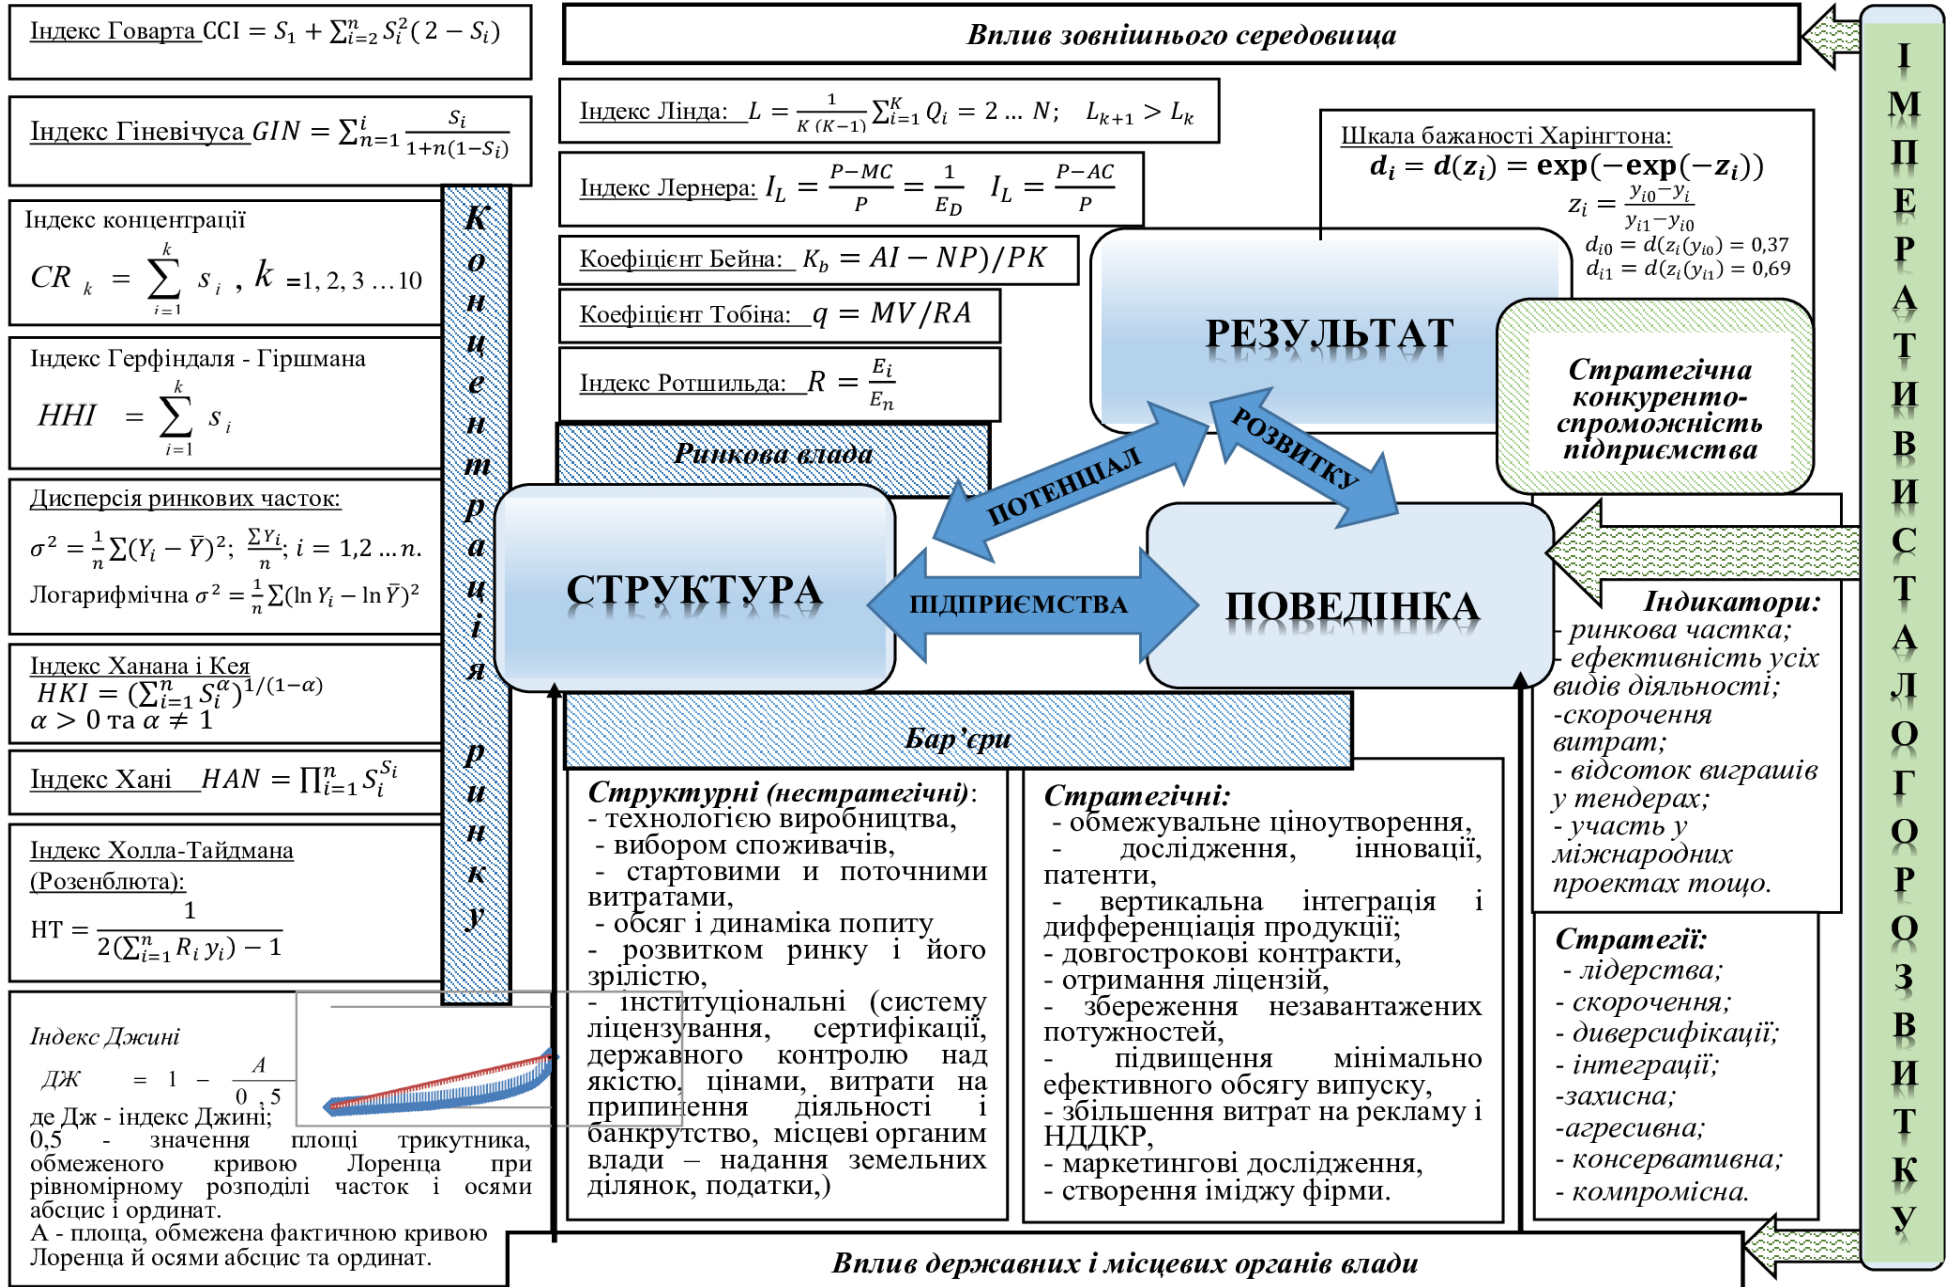 Індекс Говарта CCI = S₁ + ∑ⁿᵢ₌₂ Sᵢ²( 2 − Sᵢ)
Індекс Гіневічуса GIN = ∑ⁱₙ₌₁ Sᵢ / 1+n(1−Sᵢ)
Індекс концентрації
CR ₖ = ∑ᵏᵢ₌₁ s ᵢ , k =1, 2, 3 …10
Індекс Герфіндаля - Гіршмана
HHI = ∑ᵏᵢ₌₁ s ᵢ
Дисперсія ринкових часток:
σ² = 1/n ∑(Yᵢ − Ȳ)²; ∑Yᵢ/n; i = 1,2 … n.
Логарифмічна σ² = 1/n ∑(ln Yᵢ − ln Ȳ)²
Індекс Ханана і Кея
HKI = (∑ⁿᵢ₌₁ Sᵢ^α)^1/(1−α)
α > 0 та α ≠ 1
Індекс Хані HAN = ∏ⁿᵢ₌₁ Sᵢ^Sᵢ
Індекс Холла-Тайдмана
(Розенблюта):
HT = 1 / 2(∑ⁿᵢ₌₁ Rᵢ yᵢ) − 1
Індекс Джині
ДЖ = 1 − A / 0 , 5
де Дж - індекс Джині;
0,5 - значення площі трикутника,
обмеженого кривою Лоренца при
рівномірному розподілі часток і осями
абсцис і ординат.
А - площа, обмежена фактичною кривою
Лоренца й осями абсцис та ординат.
Концентрація ринку
Вплив зовнішнього середовища
Індекс Лінда: L = 1 / K (K−1) ∑ᴷᵢ₌₁ Qᵢ = 2 … N; Lₖ₊₁ > Lₖ
Індекс Лернера: I_L = P−MC / P = 1 / E_D I_L = P−AC / P
Коефіцієнт Бейна: K_b = AI − NP)/PK
Коефіцієнт Тобіна: q = MV/RA
Індекс Ротшильда: R = Eᵢ / Eₙ
Ринкова влада
Шкала бажаності Харінгтона:
dᵢ = d(zᵢ) = exp(−exp(−zᵢ))
zᵢ = yᵢ₀−yᵢ / yᵢ₁−yᵢ₀
dᵢ₀ = d(zᵢ(yᵢ₀) = 0,37
dᵢ₁ = d(zᵢ(yᵢ₁) = 0,69
РЕЗУЛЬТАТ
Стратегічна
конкуренто-
спроможність
підприємства
ПОТЕНЦІАЛ
РОЗВИТКУ
ПІДПРИЄМСТВА
СТРУКТУРА
ПОВЕДІНКА
Бар’єри
Структурні (нестратегічні):
- технологією виробництва,
- вибором споживачів,
- стартовими и поточними
витратами,
- обсяг і динаміка попиту
- розвитком ринку і його
зрілістю,
- інституціональні (систему
ліцензування, сертифікації,
державного контролю над
якістю, цінами, витрати на
припинення діяльності і
банкрутство, місцеві органим
влади – надання земельних
ділянок, податки,)
Стратегічні:
- обмежувальне ціноутворення,
- дослідження, інновації,
патенти,
- вертикальна інтеграція і
дифференціація продукції;
- довгострокові контракти,
- отримання ліцензій,
- збереження незавантажених
потужностей,
- підвищення мінімально
ефективного обсягу випуску,
- збільшення витрат на рекламу і
НДДКР,
- маркетингові дослідження,
- створення іміджу фірми.
Індикатори:
- ринкова частка;
- ефективність усіх
видів діяльності;
-скорочення
витрат;
- відсоток виграшів
у тендерах;
- участь у
міжнародних
проектах тощо.
Стратегії:
- лідерства;
- скорочення;
- диверсифікації;
- інтеграції;
-захисна;
-агресивна;
- консервативна;
- компромісна.
Вплив державних і місцевих органів влади
ІМПЕРАТИВИСТАЛОГОРОЗВИТКУ